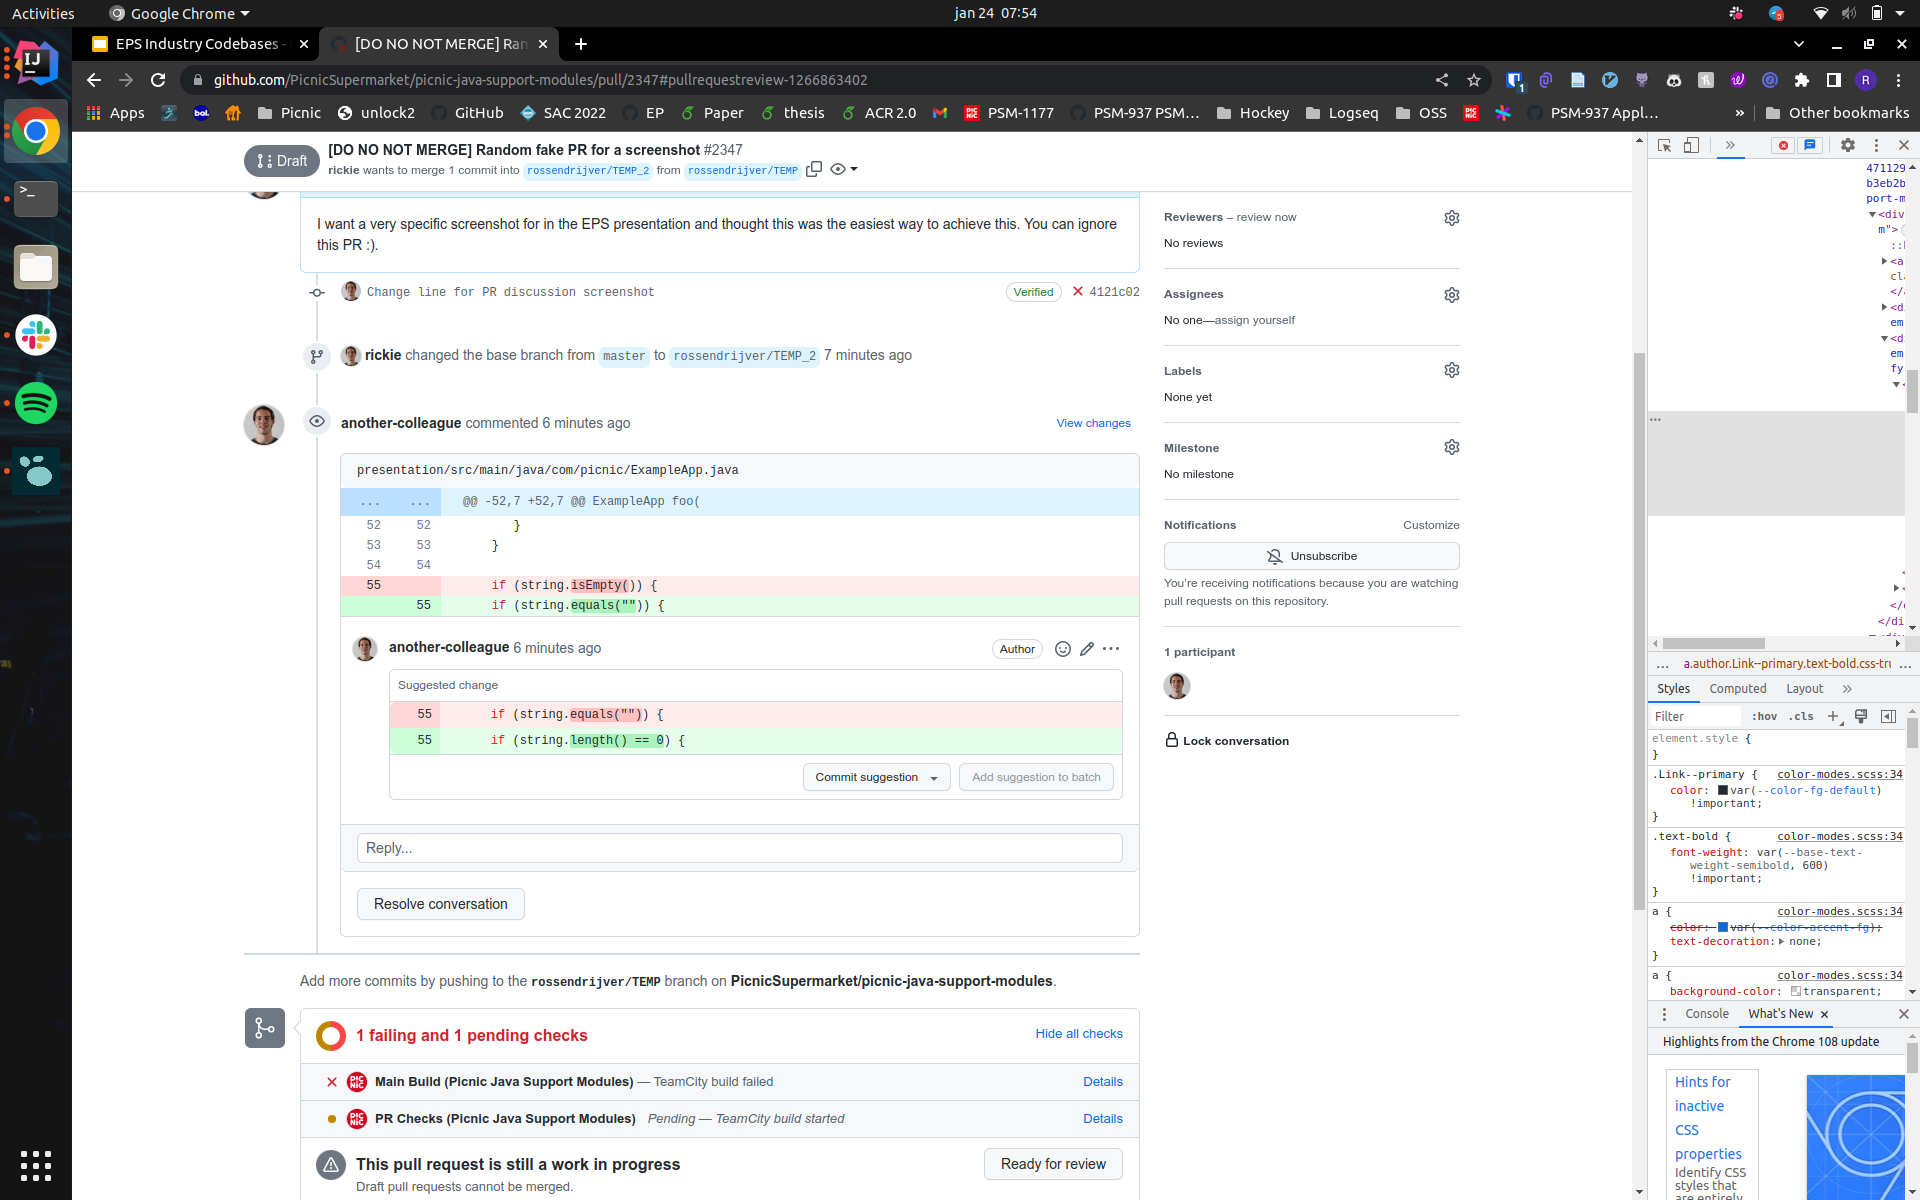 Activities
Google Chrome
jan 24 07:54
EPS Industry Codebases -
[DO NO NOT MERGE] Ran
github.com/PicnicSupermarket/picnic-java-support-modules/pull/2347#pullrequestreview-1266863402
Apps
bol.
Picnic
unlock2
GitHub
SAC 2022
EP
Paper
thesis
ACR 2.0
PSM-1177
PSM-937 PSM...
Hockey
Logseq
OSS
PSM-937 Appl...
»
Other bookmarks
Draft
[DO NO NOT MERGE] Random fake PR for a screenshot #2347
rickie wants to merge 1 commit into rossendrijver/TEMP_2 from rossendrijver/TEMP
I want a very specific screenshot for in the EPS presentation and thought this was the easiest way to achieve this. You can ignore
this PR :).
Change line for PR discussion screenshot
Verified
4121c02
rickie changed the base branch from master to rossendrijver/TEMP_2 7 minutes ago
another-colleague commented 6 minutes ago
View changes
presentation/src/main/java/com/picnic/ExampleApp.java
... ... @@ -52,7 +52,7 @@ ExampleApp foo(
52 52 }
53 53 }
54 54
55 if (string.isEmpty()) {
55 if (string.equals("")) {
another-colleague 6 minutes ago
Author
Suggested change
55 if (string.equals("")) {
55 if (string.length() == 0) {
Commit suggestion
Add suggestion to batch
Reply...
Resolve conversation
Add more commits by pushing to the rossendrijver/TEMP branch on PicnicSupermarket/picnic-java-support-modules.
1 failing and 1 pending checks
Hide all checks
Main Build (Picnic Java Support Modules) — TeamCity build failed
Details
PR Checks (Picnic Java Support Modules) Pending — TeamCity build started
Details
This pull request is still a work in progress
Draft pull requests cannot be merged.
Ready for review
Reviewers – review now
No reviews
Assignees
No one—assign yourself
Labels
None yet
Milestone
No milestone
Notifications
Customize
Unsubscribe
You're receiving notifications because you are watching
pull requests on this repository.
1 participant
Lock conversation
471129
b3eb2b
port-m
<div
m">
::
<a
cl
</
<d
em
<d
em
fy
<
...
<
</
</di
... a.author.Link--primary.text-bold.css-tru ...
Styles Computed Layout »
Filter :hov .cls +
element.style {
}
.Link--primary { color-modes.scss:34
color: var(--color-fg-default)
!important;
}
.text-bold { color-modes.scss:34
font-weight: var(--base-text-
weight-semibold, 600)
!important;
}
a { color-modes.scss:34
color: var(--color-accent-fg);
text-decoration: none;
}
a { color-modes.scss:34
background-color: transparent;
Console What's New
Highlights from the Chrome 108 update
Hints for
inactive
CSS
properties
Identify CSS
styles that
are entirely